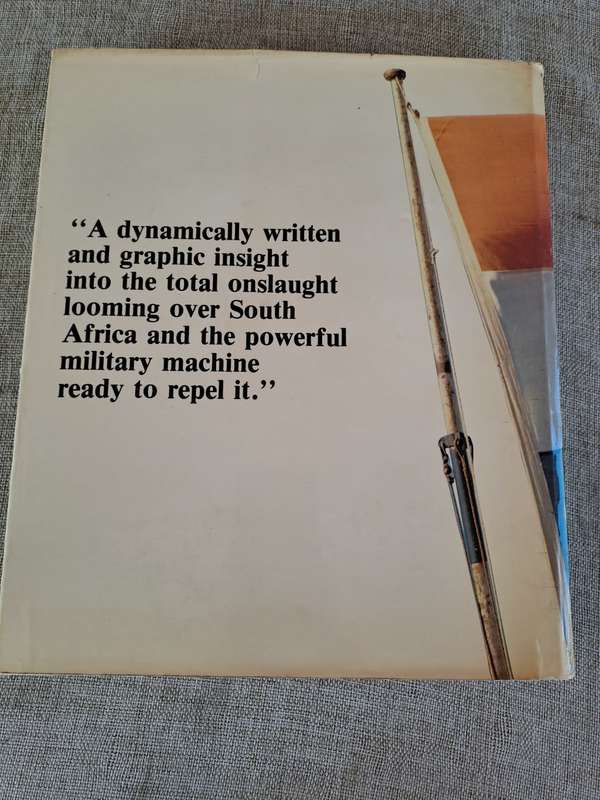 “A dynamically written
and graphic insight
into the total onslaught
looming over South
Africa and the powerful
military machine
ready to repel it.”